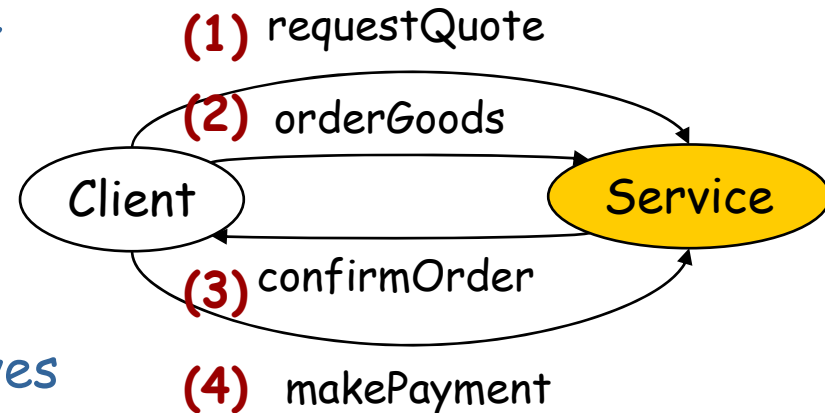 (1) requestQuote
(2) orderGoods
Client
Service
(3) confirmOrder
(4) makePayment